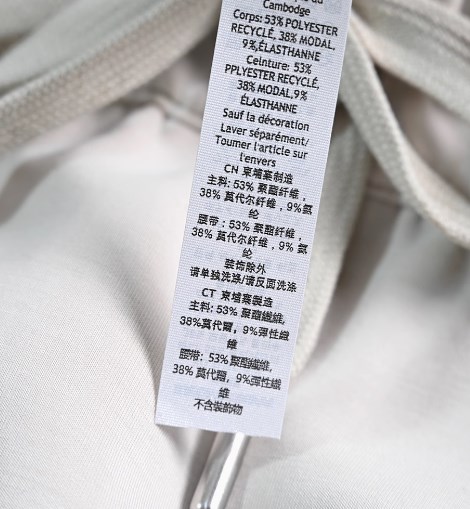 Cambodge
Corps: 53% POLYESTER
RECYCLÉ, 38% MODAL,
9%,ÉLASTHANNE
Ceinture: 53%
PPLYESTER RECYCLÉ,
38% MODAL,9%
ÉLASTHANNE
Sauf la décoration
Laver séparément/
Toumer l'article sur
l'envers
CN 柬埔寨制造
主料: 53% 聚酯纤维,
38% 莫代尔纤维, 9%氨
纶
腰带: 53% 聚酯纤维,
38% 莫代尔纤维, 9% 氨
纶
装饰除外
请单独洗涤/请反面洗涤
CT 柬埔寨製造
主料: 53% 聚酯纖維,
38%莫代爾, 9%彈性纖
維
腰帶: 53% 聚酯纖維,
38% 莫代爾, 9%彈性纖
維
不含裝飾物